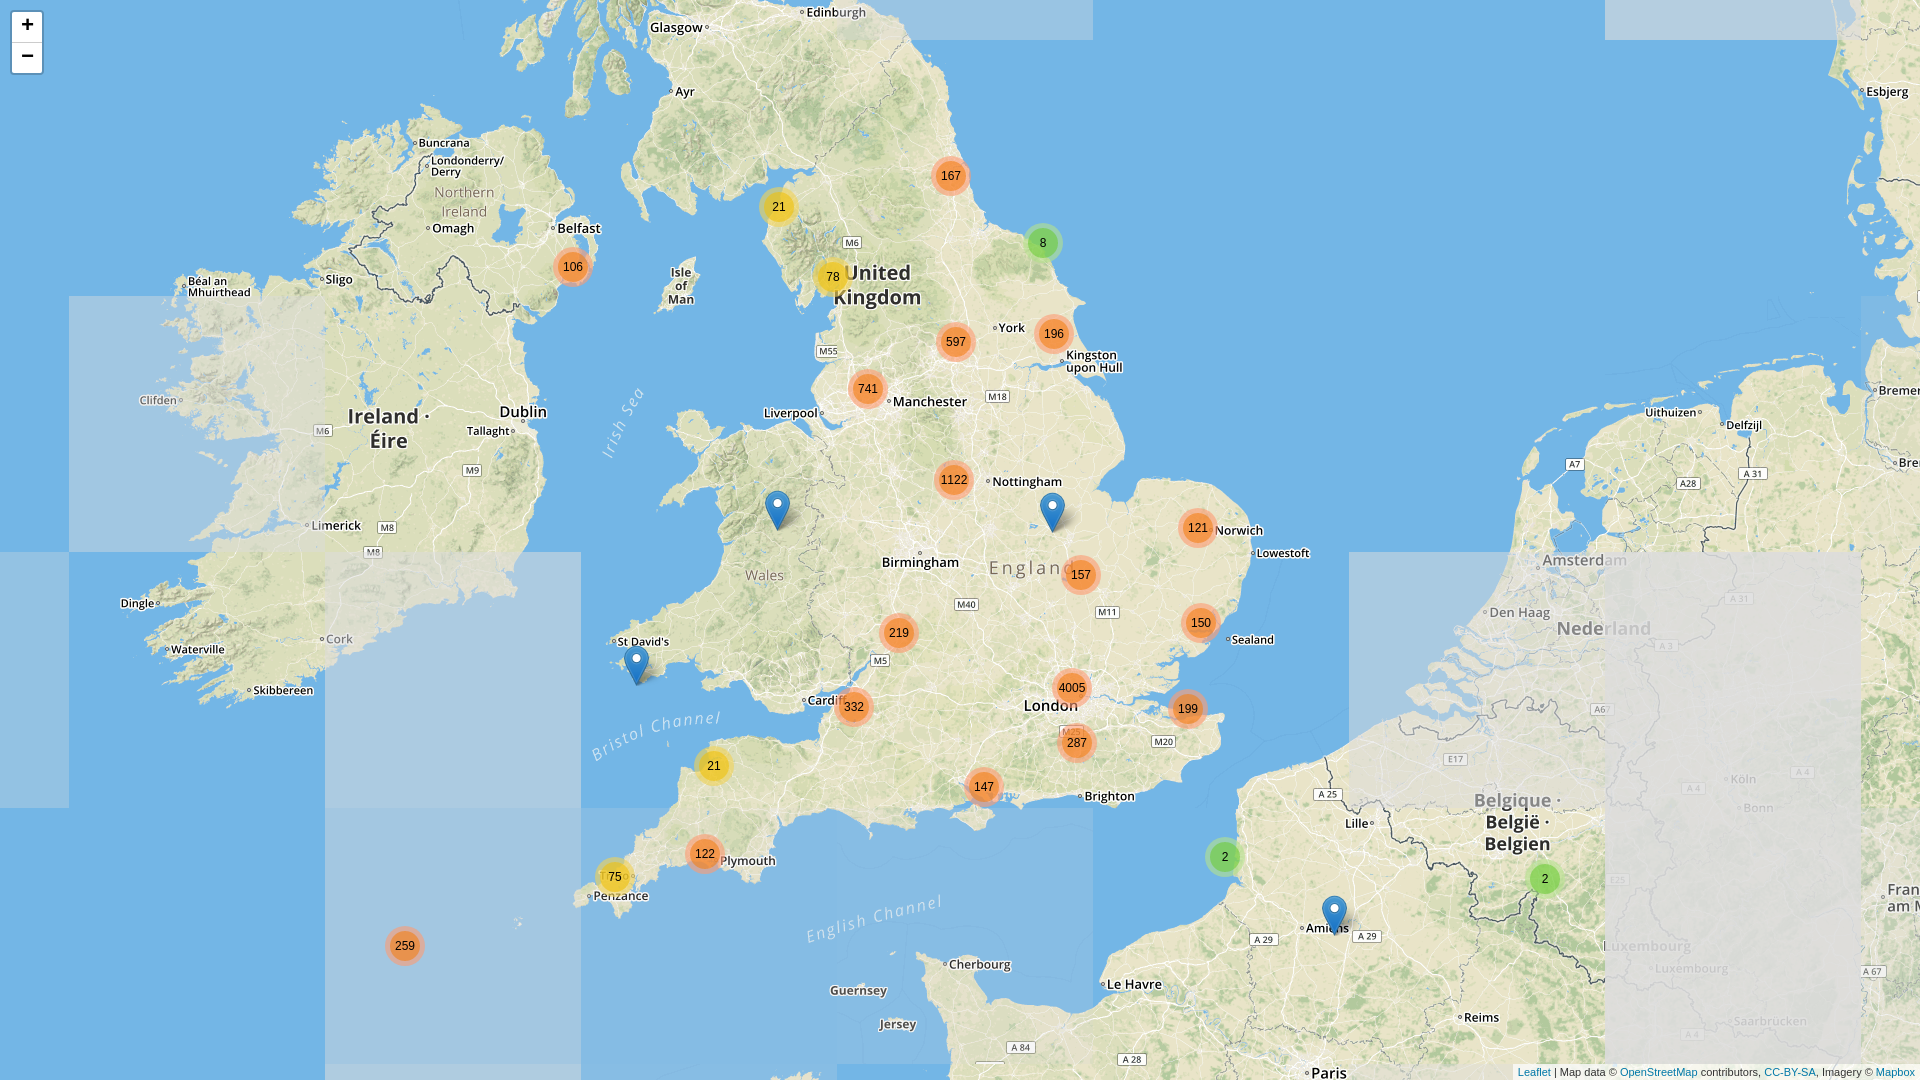 +
−
Glasgow
Edinburgh
Ayr
Esbjerg
Buncrana
Londonderry/
Derry
Northern
Ireland
Omagh
Belfast
106
167
21
8
M6
78
United
Kingdom
Isle
of
Man
Béal an
Mhuirthead
Sligo
York
196
597
Kingston
upon Hull
M55
741
Manchester
M18
Liverpool
Clifden
Ireland ·
Éire
Dublin
Tallaght
M6
M9
Irish Sea
Uithuizen
Delfzijl
A7
A 31
A28
1122
Nottingham
Limerick
M8
M8
121
Norwich
Lowestoft
Birmingham
England
157
Wales
Amsterdam
Den Haag
Nederland
A 31
A 3
Dingle
Cork
Waterville
Skibbereen
St David's
M40
M11
219
150
Sealand
M5
4005
London
199
Cardiff
332
M25
287
M20
Bristol Channel
A67
E17
Köln
A 4
A 4
Bonn
21
147
Brighton
A 25
Lille
Belgique ·
België ·
Belgien
122
Plymouth
75
Penzance
2
2
E25
259
English Channel
Amiens
A 29
A 29
Luxembourg
Luxembourg
A 67
Cherbourg
Guernsey
Jersey
Le Havre
Reims
Saarbrücken
A 4
A 84
A 28
Paris
Leaflet | Map data © OpenStreetMap contributors, CC-BY-SA, Imagery © Mapbox